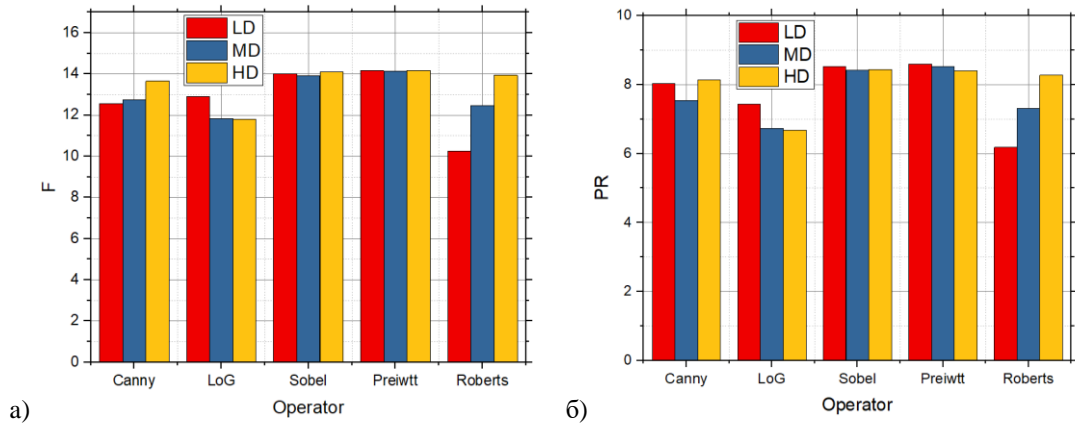 16
14
12
10
8
6
4
2
0
F
LD
MD
HD
Canny
LoG
Sobel
Preiwtt
Roberts
Operator
а)
10
8
6
4
2
0
PR
LD
MD
HD
Canny
LoG
Sobel
Preiwtt
Roberts
Operator
б)